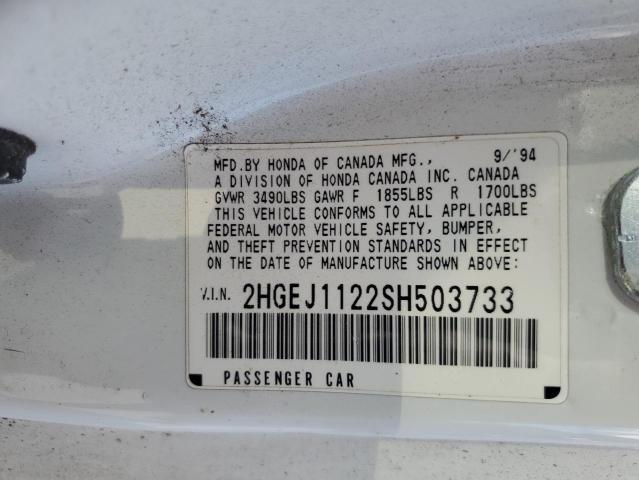 MFD.BY HONDA OF CANADA MFG., 9/'94
A DIVISION OF HONDA CANADA INC. CANADA
GVWR 3490LBS GAWR F 1855LBS R 1700LBS
THIS VEHICLE CONFORMS TO ALL APPLICABLE
FEDERAL MOTOR VEHICLE SAFETY, BUMPER,
AND THEFT PREVENTION STANDARDS IN EFFECT
ON THE DATE OF MANUFACTURE SHOWN ABOVE:
V.I.N. 2HGEJ1122SH503733
PASSENGER CAR